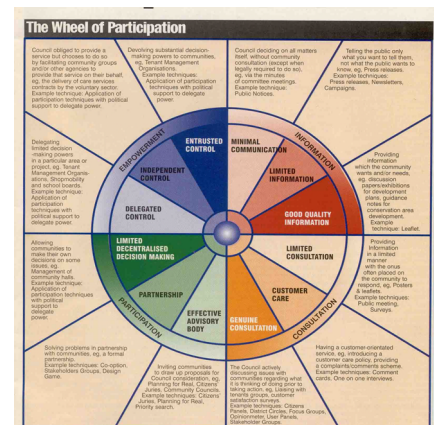 The Wheel of Participation
Council obliged to provide a
service but chooses to do so
by facilitating community groups
and/or other agencies to
provide that service on their behalf,
eg. the delivery of care services
contracts by the voluntary sector.
Example technique: Application of
participation techniques with political
support to delegate
power.
Devolving substantial decision-
making powers to communities,
eg. Tenant Management
Organisations.
Example techniques:
Application of participation
techniques with political
support to delegate
power.
Council deciding on all matters
itself, without community
consultation (except when
legally required to do so),
eg. via the minutes
of committee meetings.
Example technique:
Public Notices.
Telling the public only
what you want to tell them,
not what the public wants to
know, eg. Press releases.
Example techniques:
Press releases, Newsletters,
Campaigns.
Delegating
limited decision
-making powers in a
particular area or
project, eg. Tenant
Management Organis-
ations. Shopmobility
and school boards.
Example technique:
Application of
participation
techniques with
political support to
delegate power.
Providing
information
which the community
wants and/or needs,
eg. discussion
papers/exhibitions
for development
plans; guidance
notes for
conservation area
development.
Example
technique: Leaflet.
EMPOWERMENT
ENTRUSTED
CONTROL
INDEPENDENT
CONTROL
DELEGATED
CONTROL
INFORMATION
MINIMAL
COMMUNICATION
LIMITED
INFORMATION
GOOD QUALITY
INFORMATION
Allowing
communities to
make their own
decisions on some
issues, eg.
Management of
community halls.
Example technique:
Application of
participation techniques
with political
support to
delegate
power.
Providing
Information
in a limited
manner
with the onus
often placed on
the community to
respond, eg. Posters
& leaflets.
Example techniques:
Public meeting,
Surveys.
LIMITED
DECENTRALISED
DECISION MAKING
PARTNERSHIP
EFFECTIVE
ADVISORY
BODY
PARTICIPATION
LIMITED
CONSULTATION
CUSTOMER
CARE
GENUINE
CONSULTATION
CONSULTATION
Solving problems in partnership
with communities, eg. a formal
partnership.
Example techniques: Co-option,
Stakeholders Groups, Design
Game.
Inviting communities
to draw up proposals for
Council consideration, eg.
Planning for Real, Citizens'
Juries, Community Councils.
Example techniques: Citizens'
Juries, Planning for Real,
Priority search.
The Council actively
discussing issues with
communities regarding what
it is thinking of doing prior to
taking action, eg. Liaising with
tenants groups, customer
satisfaction surveys.
Example techniques: Citizens
Panels, District Circles, Focus Groups,
Opinionmeter, User Panels,
Stakeholder Groups
Having a customer-orientated
service, eg. introducing a
customer care policy, providing
a complaints/comments scheme.
Example techniques: Comment
cards, One on one interviews.